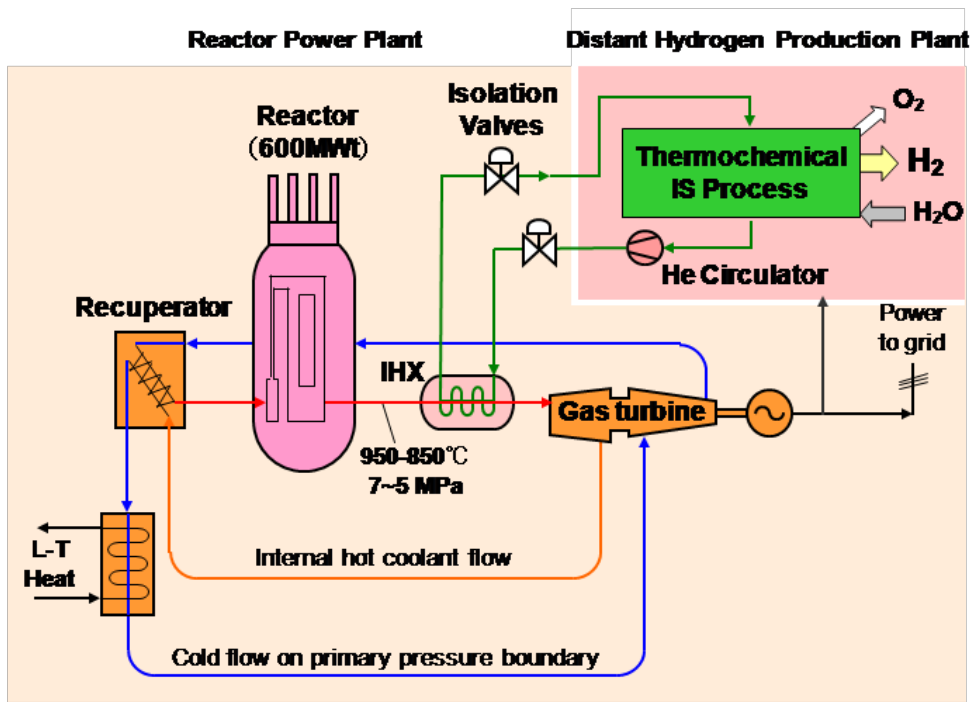 Reactor Power Plant
Distant Hydrogen Production Plant
Isolation
Valves
Reactor
(600MWt)
O₂
Thermochemical
IS Process
H₂
H₂O
He Circulator
Recuperator
Power
to grid
IHX
Gas turbine
950-850℃
7~5 MPa
L-T
Heat
Internal hot coolant flow
Cold flow on primary pressure boundary